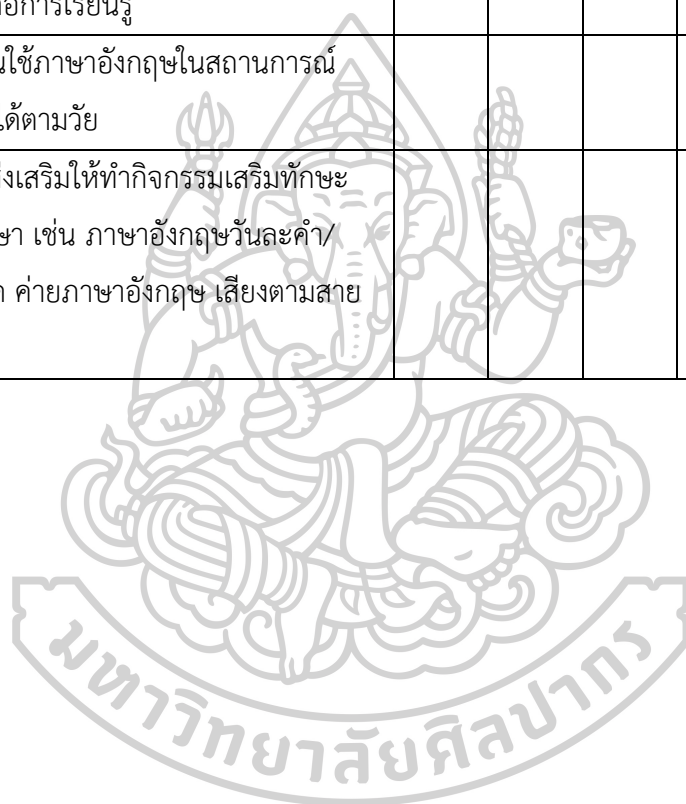 ต่อการเรียนรู้
ใช้ภาษาอังกฤษในสถานการณ์
ได้ตามวัย
ส่งเสริมให้ทำกิจกรรมเสริมทักษะ
ษา เช่น ภาษาอังกฤษวันละคำ/
ค่ายภาษาอังกฤษ เสียงตามสาย
มหาวิทยาลัยศิลปากร